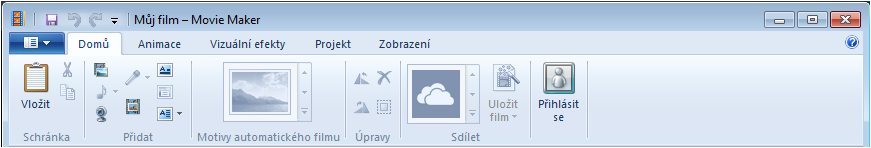 Můj film – Movie Maker
Domů Animace Vizuální efekty Projekt Zobrazení
Vložit
Uložit film
Přihlásit se
Schránka Přidat Motivy automatického filmu Úpravy Sdílet